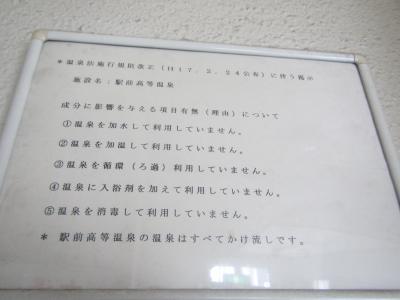 *温泉法施行規則改正(H17.2.24公布)に伴う掲示
施設名:駅前高等温泉
成分に影響を与える項目有無(理由)について
①温泉を加水して利用していません。
②温泉を加温して利用していません。
③温泉を循環(ろ過)利用していません。
④温泉に入浴剤を加えて利用していません。
⑤温泉を消毒して利用していません。
* 駅前高等温泉の温泉はすべてかけ流しです。